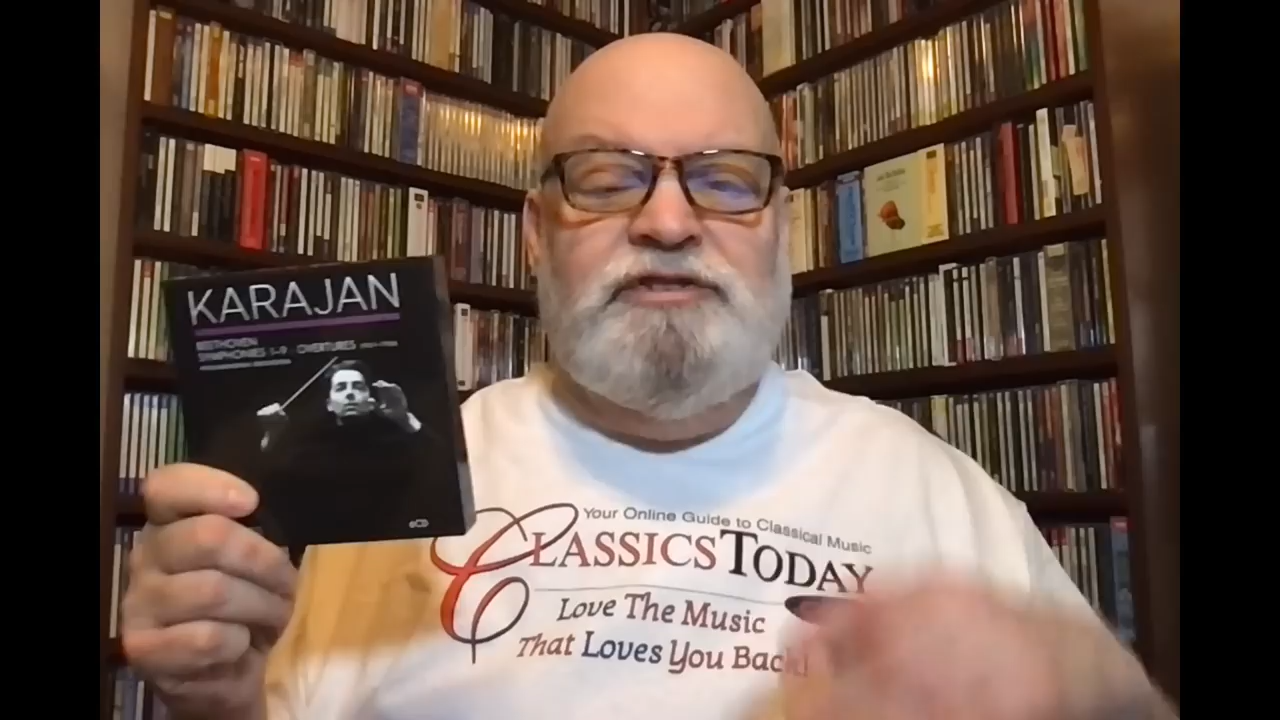 KARAJAN
BEETHOVEN
SYMPHONIES 1-9 OVERTURES
6CD
Your Online Guide to Classical Music
CLASSICSTODAY
Love The Music
That Loves You Back!